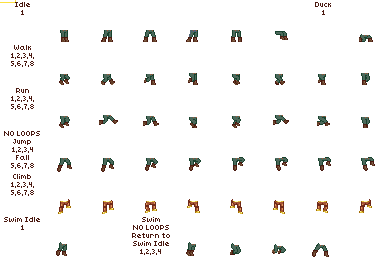 Idle
1
Duck
1
Walk
1,2,3,4,
5,6,7,8
Run
1,2,3,4,
5,6,7,8
NO LOOPS
Jump
1,2,3,4
Fall
5,6,7,8
Climb
1,2,3,4,
5,6,7,8
Swim Idle
1
Swim
NO LOOPS
Return to
Swim Idle
1,2,3,4